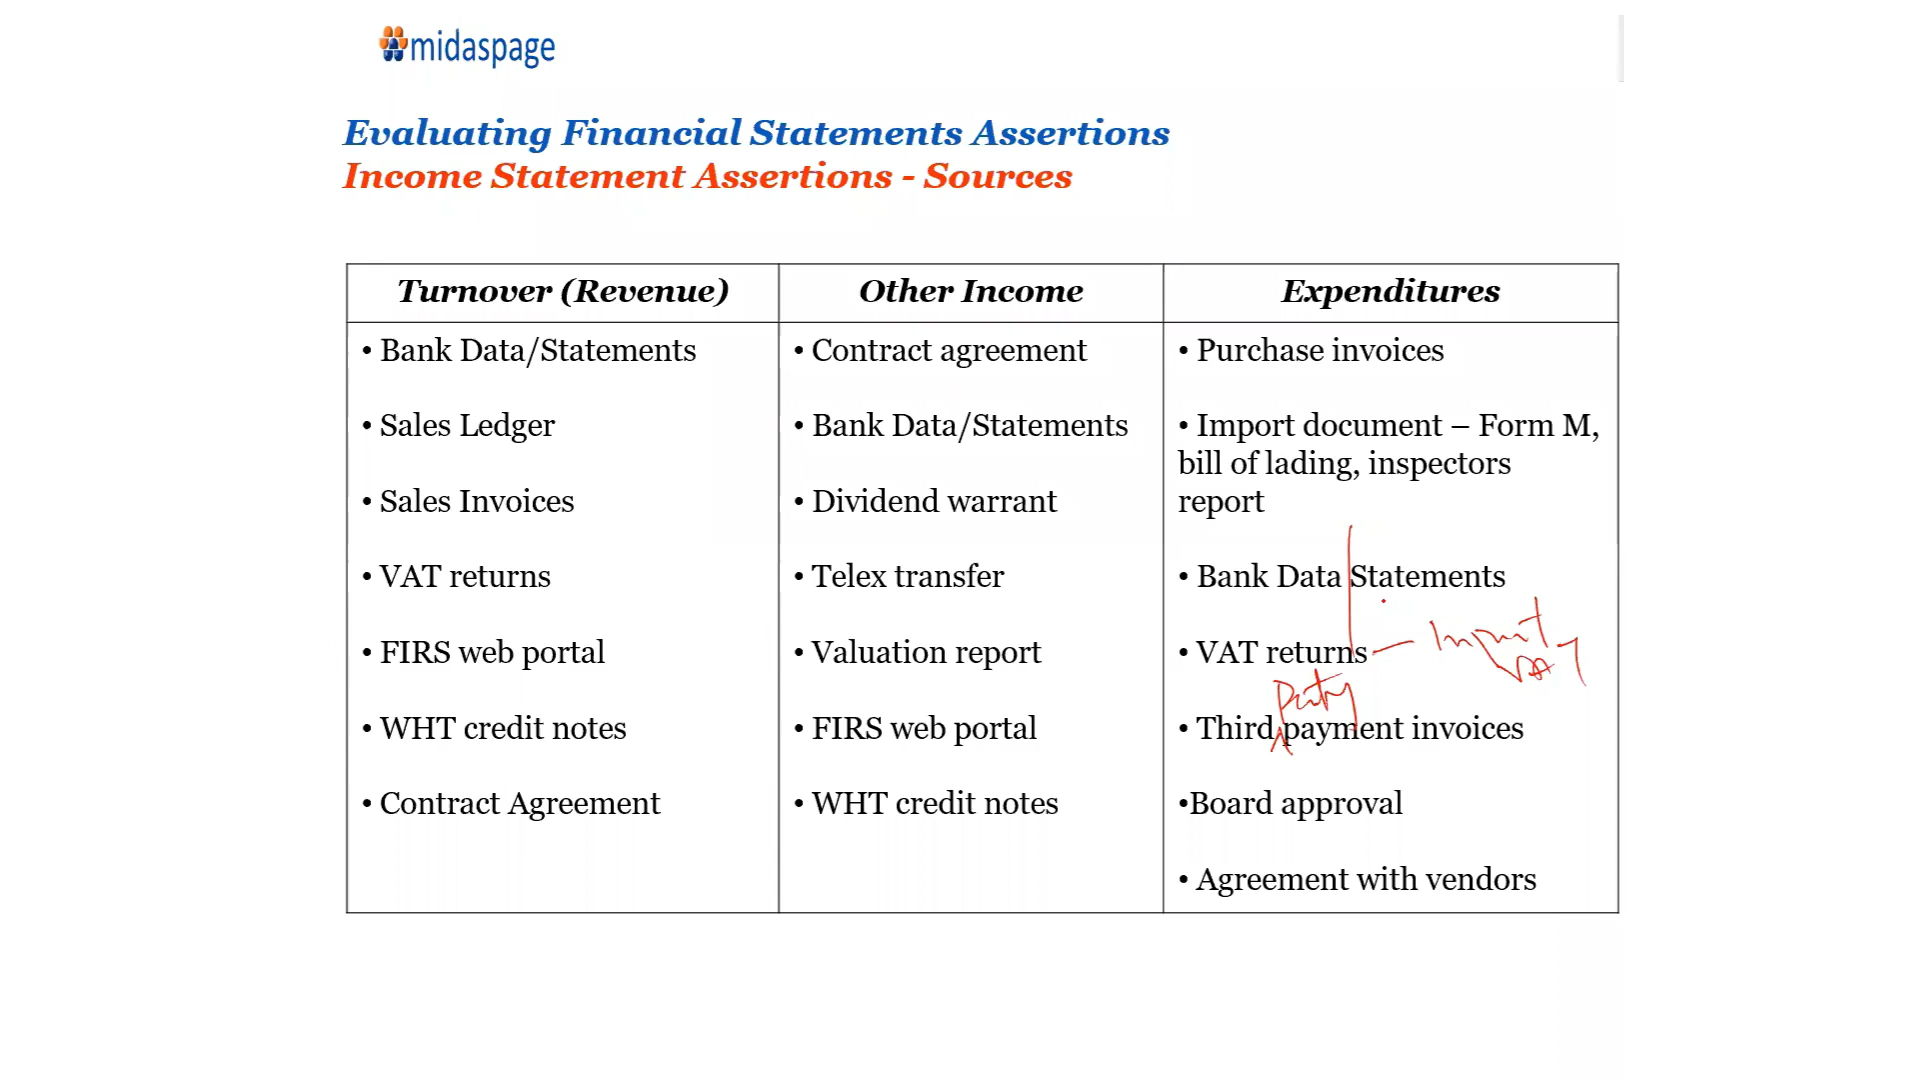 midaspage
Evaluating Financial Statements Assertions
Income Statement Assertions - Sources
Turnover (Revenue)
• Bank Data/Statements
• Sales Ledger
• Sales Invoices
• VAT returns
• FIRS web portal
• WHT credit notes
• Contract Agreement
Other Income
• Contract agreement
• Bank Data/Statements
• Dividend warrant
• Telex transfer
• Valuation report
• FIRS web portal
• WHT credit notes
Expenditures
• Purchase invoices
• Import document – Form M,
bill of lading, inspectors
report
• Bank Data Statements
• VAT returns – Input
VAT
Party
• Third payment invoices
•Board approval
• Agreement with vendors